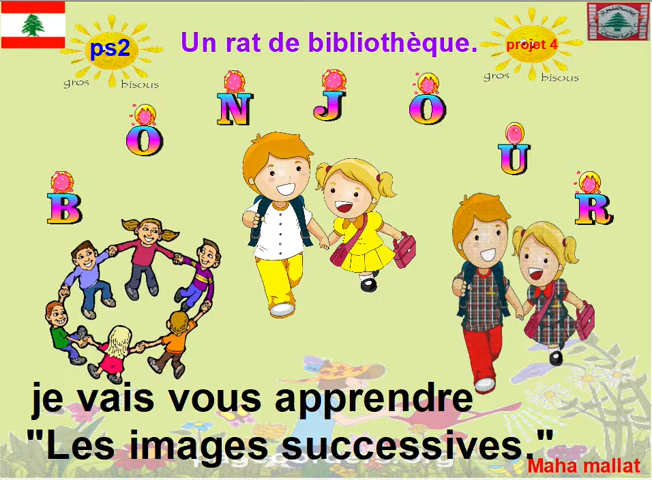 ps2
Un rat de bibliothèque.
projet 4
gros bisous
gros bisous
BONJOUR
je vais vous apprendre
"Les images successives."
Maha mallat